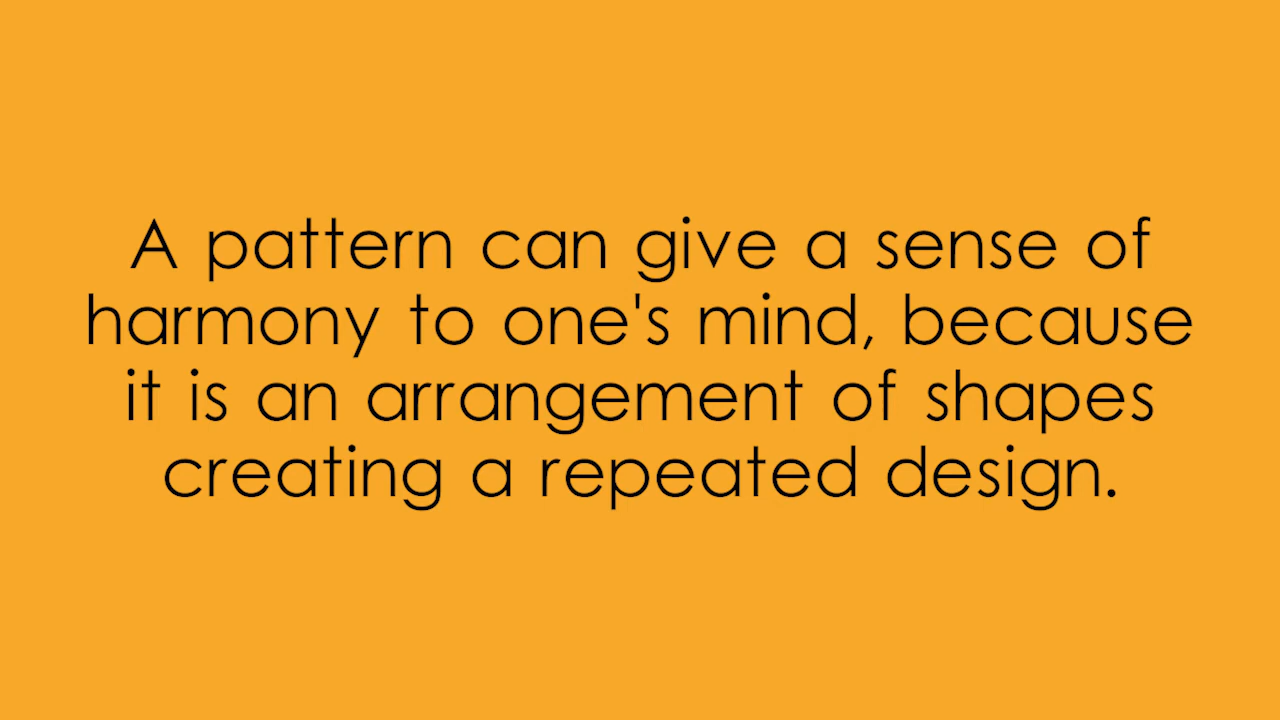 A pattern can give a sense of
harmony to one's mind, because
it is an arrangement of shapes
creating a repeated design.